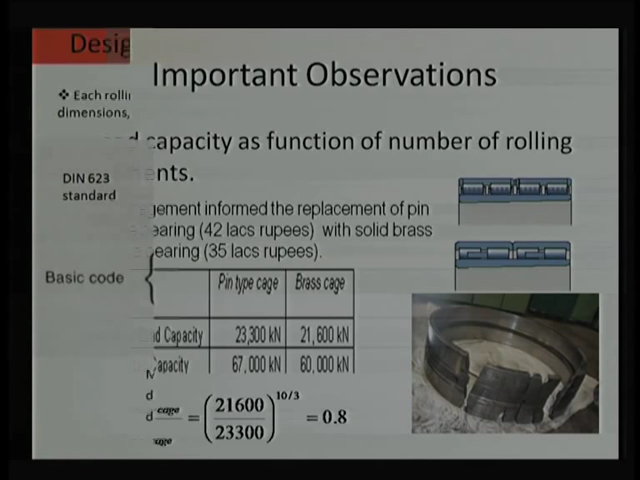 Desig
Important Observations
❖ Each rolli
dimensions,
d capacity as function of number of rolling
nts.
DIN 623
standard
gement informed the replacement of pin
earing (42 lacs rupees) with solid brass
earing (35 lacs rupees).
Basic code
Pin type cage Brass cage
d Capacity 23,300 kN 21,600 kN
apacity 67,000 kN 60,000 kN
d
d cage = (21600/23300)^10/3 = 0.8